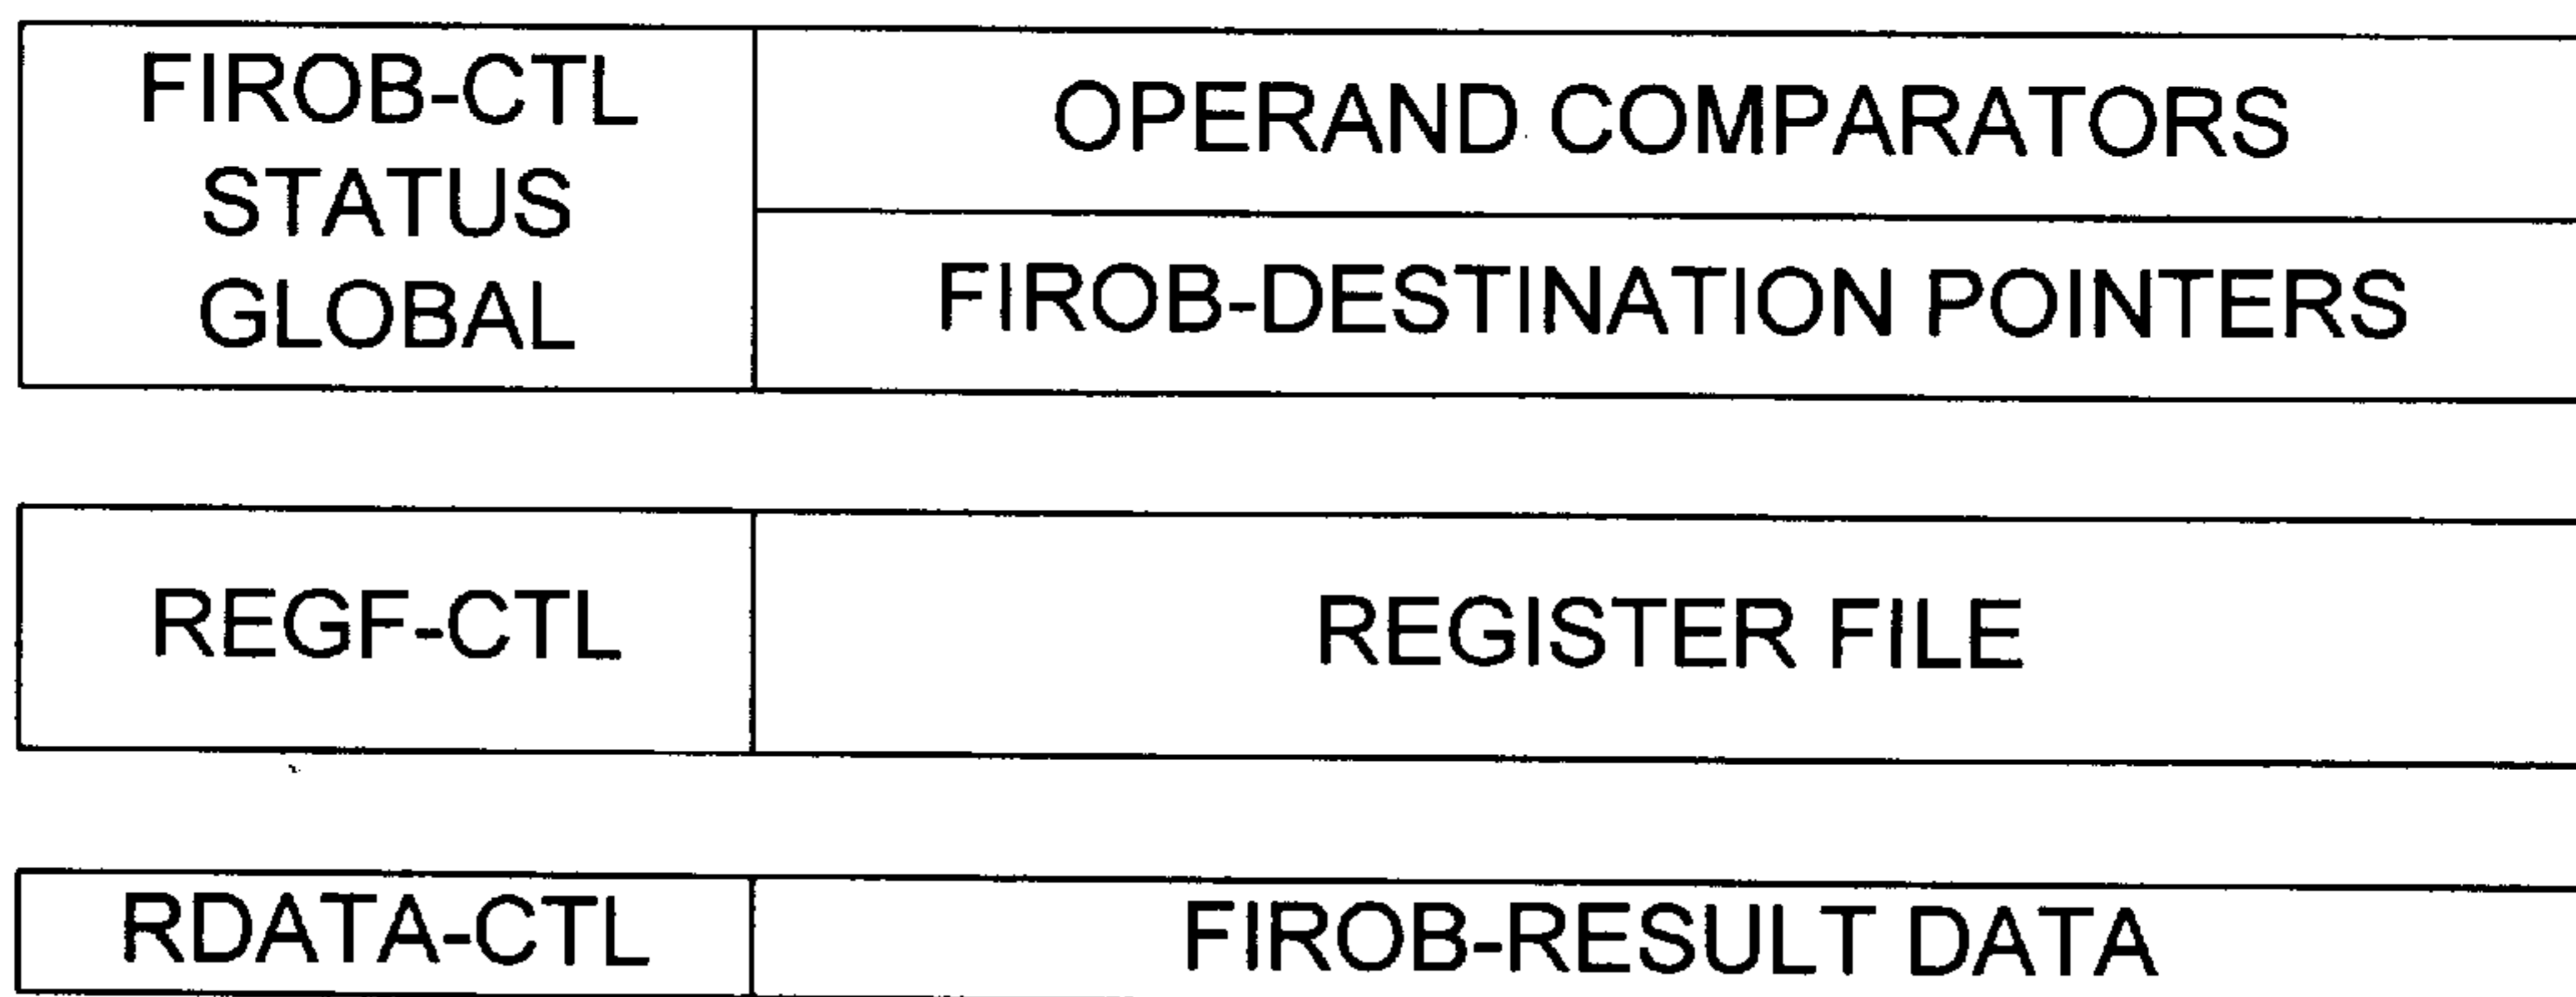 FIROB-CTL
STATUS
GLOBAL
OPERAND COMPARATORS
FIROB-DESTINATION POINTERS
REGF-CTL
REGISTER FILE
RDATA-CTL
FIROB-RESULT DATA